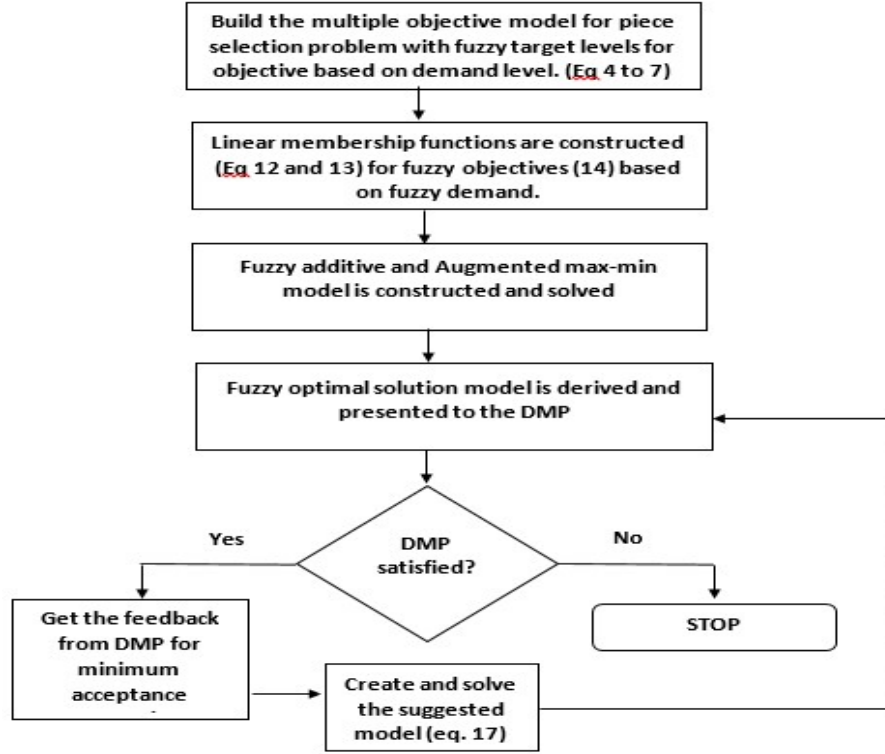 Build the multiple objective model for piece
selection problem with fuzzy target levels for
objective based on demand level. (Eq 4 to 7)
Linear membership functions are constructed
(Eq 12 and 13) for fuzzy objectives (14) based
on fuzzy demand.
Fuzzy additive and Augmented max-min
model is constructed and solved
Fuzzy optimal solution model is derived and
presented to the DMP
DMP
satisfied?
Yes
No
Get the feedback
from DMP for
minimum
acceptance
STOP
Create and solve
the suggested
model (eq. 17)